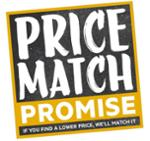 PRICE
MATCH
PROMISE
IF YOU FIND A LOWER PRICE, WE'LL MATCH IT